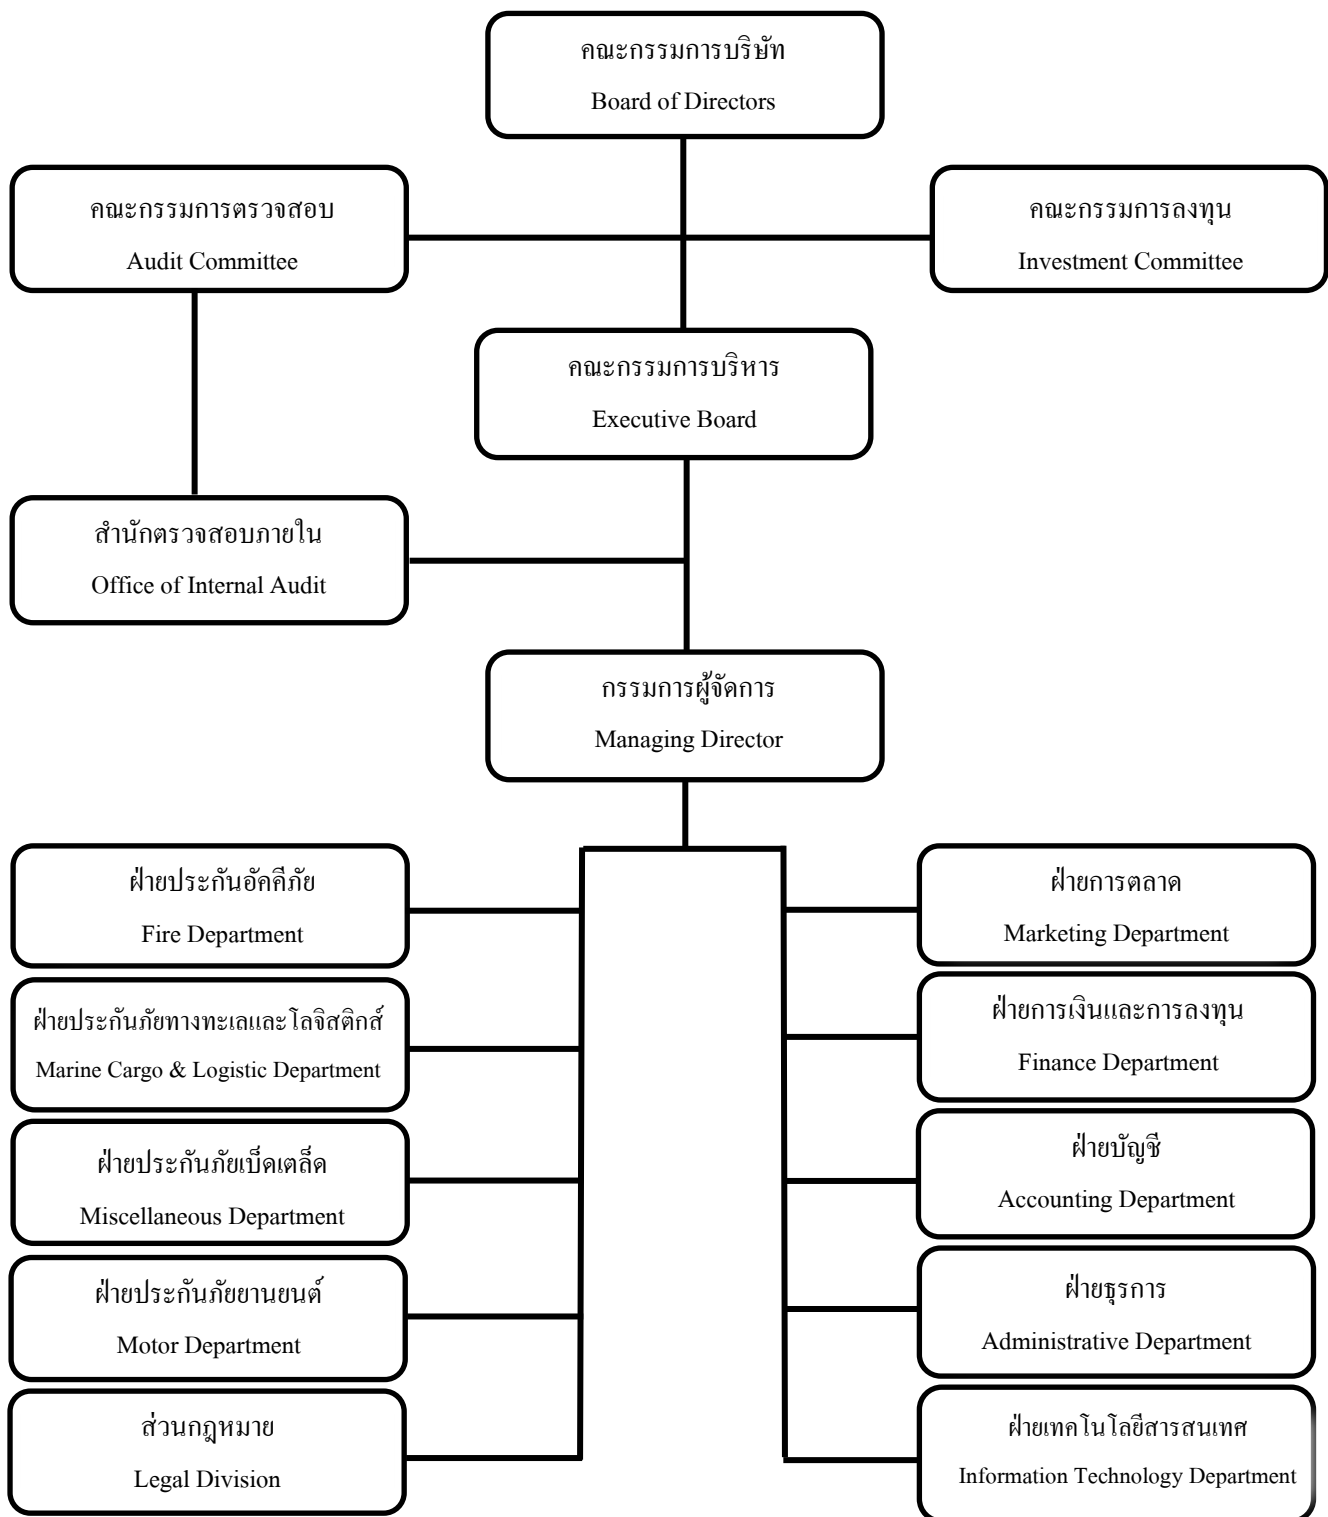 คณะกรรมการบริษัท
Board of Directors
คณะกรรมการตรวจสอบ
Audit Committee
คณะกรรมการลงทุน
Investment Committee
คณะกรรมการบริหาร
Executive Board
สำนักตรวจสอบภายใน
Office of Internal Audit
กรรมการผู้จัดการ
Managing Director
ฝ่ายประกันอัคคีภัย
Fire Department
ฝ่ายประกันภัยทางทะเลและโลจิสติกส์
Marine Cargo & Logistic Department
ฝ่ายประกันภัยเบ็ดเตล็ด
Miscellaneous Department
ฝ่ายประกันภัยยานยนต์
Motor Department
ส่วนกฎหมาย
Legal Division
ฝ่ายการตลาด
Marketing Department
ฝ่ายการเงินและการลงทุน
Finance Department
ฝ่ายบัญชี
Accounting Department
ฝ่ายธุรการ
Administrative Department
ฝ่ายเทคโนโลยีสารสนเทศ
Information Technology Department